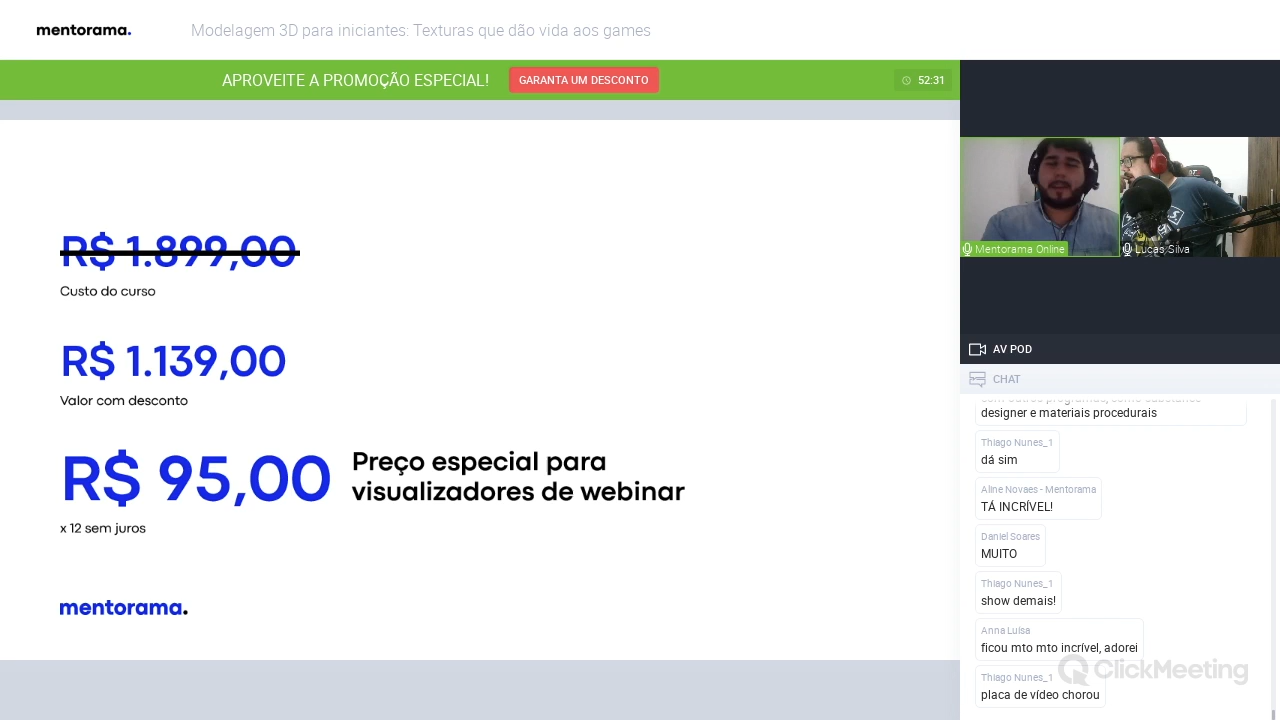 mentorama.
Modelagem 3D para iniciantes: Texturas que dão vida aos games
APROVEITE A PROMOÇÃO ESPECIAL!
GARANTA UM DESCONTO
52:31
R$ 1.899,00
Custo do curso
R$ 1.139,00
Valor com desconto
R$ 95,00
Preço especial para
visualizadores de webinar
x 12 sem juros
mentorama.
Mentorama Online
Lucas Silva
AV POD
CHAT
designer e materiais procedurais
Thiago Nunes_1
dá sim
Aline Novaes - Mentorama
TÁ INCRÍVEL!
Daniel Soares
MUITO
Thiago Nunes_1
show demais!
Anna Luísa
ficou mto mto incrível, adorei
Thiago Nunes_1
placa de vídeo chorou
ClickMeeting